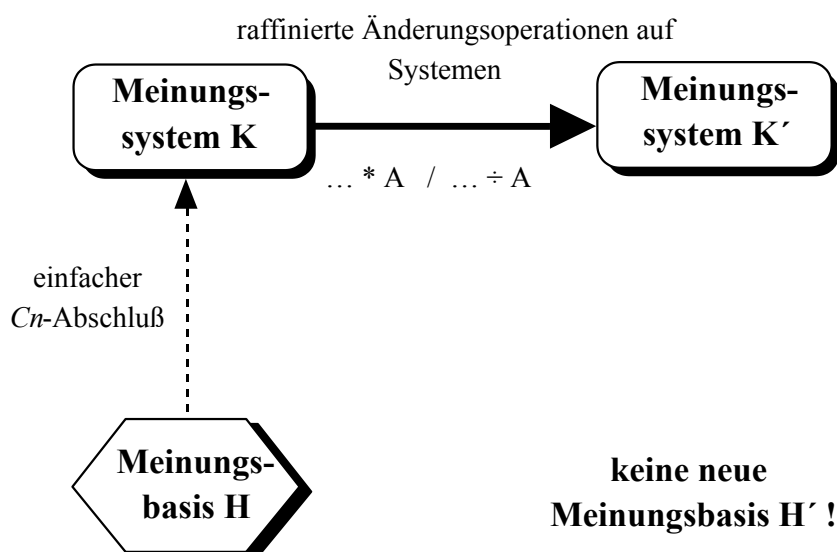 raffinierte Änderungsoperationen auf
Systemen
Meinungs-
system K
Meinungs-
system K´
… * A / … ÷ A
einfacher
Cn-Abschluß
Meinungs-
basis H
keine neue
Meinungsbasis H´ !